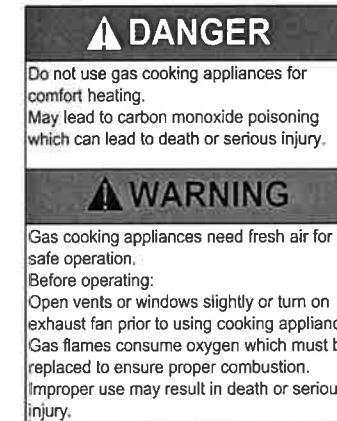 DANGER
Do not use gas cooking appliances for
comfort heating.
May lead to carbon monoxide poisoning
which can lead to death or serious injury.
WARNING
Gas cooking appliances need fresh air for
safe operation.
Before operating:
Open vents or windows slightly or turn on
exhaust fan prior to using cooking
Gas flames consume oxygen which must
replaced to ensure proper combustion.
Improper use may result in death or
injury.